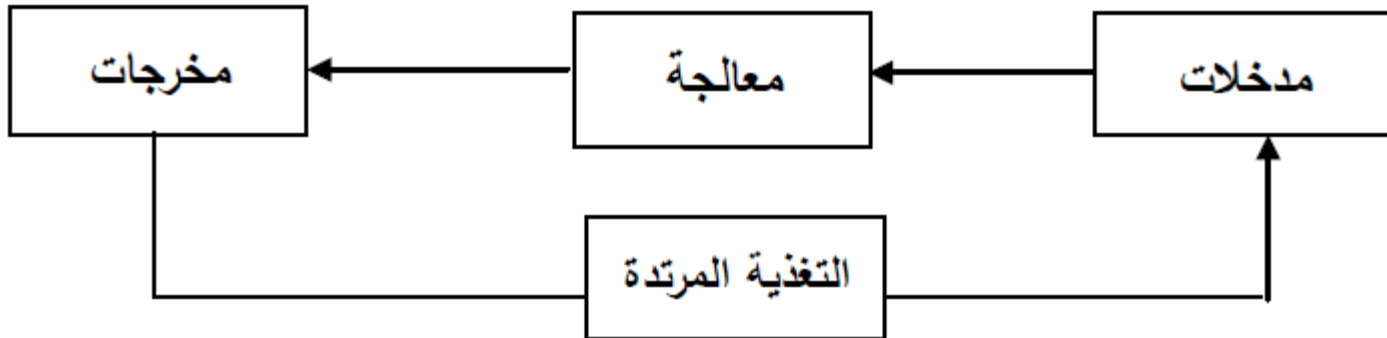 مدخلات
معالجة
مخرجات
التغذية المرتدة